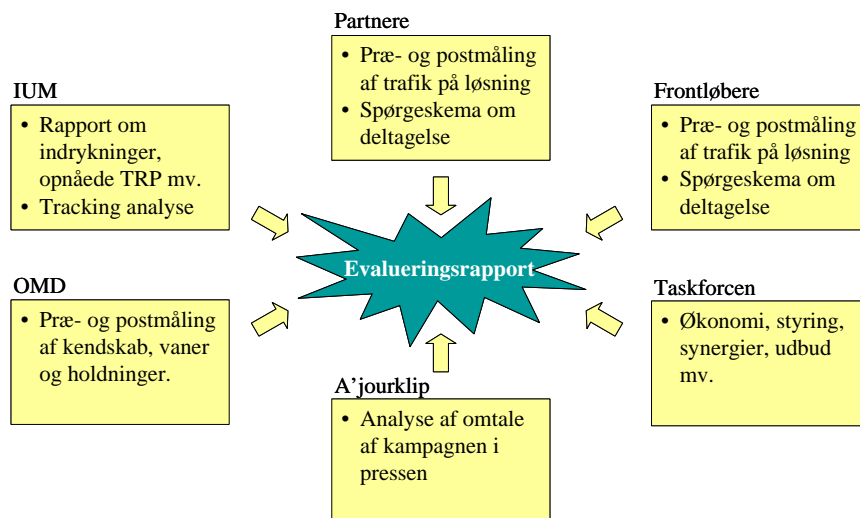 Partnere
• Præ- og postmåling
af trafik på løsning
• Spørgeskema om
deltagelse
IUM
• Rapport om
indrykninger,
opnåede TRP mv.
• Tracking analyse
Frontløbere
• Præ- og postmåling
af trafik på løsning
• Spørgeskema om
deltagelse
Evalueringsrapport
OMD
• Præ- og postmåling
af kendskab, vaner
og holdninger.
Taskforcen
• Økonomi, styring,
synergier, udbud
mv.
A’jourklip
• Analyse af omtale
af kampagnen i
pressen